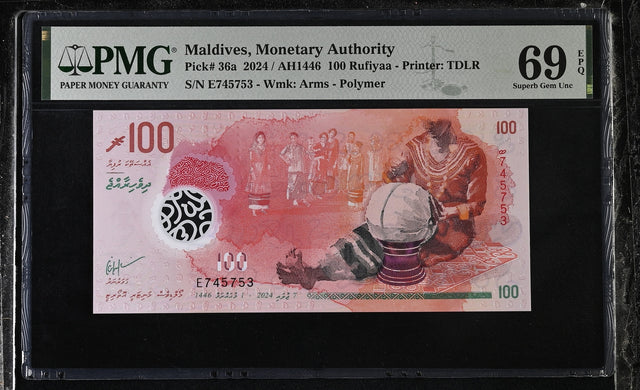 PMG
PAPER MONEY GUARANTY
Maldives, Monetary Authority
Pick# 36a 2024 / AH1446 100 Rufiyaa - Printer: TDLR
S/N E745753 - Wmk: Arms - Polymer
69
EPQ
Superb Gem Unc
100
100
ދިވެހިރާއްޖެ
745753
100
E745753
1446
2024
100